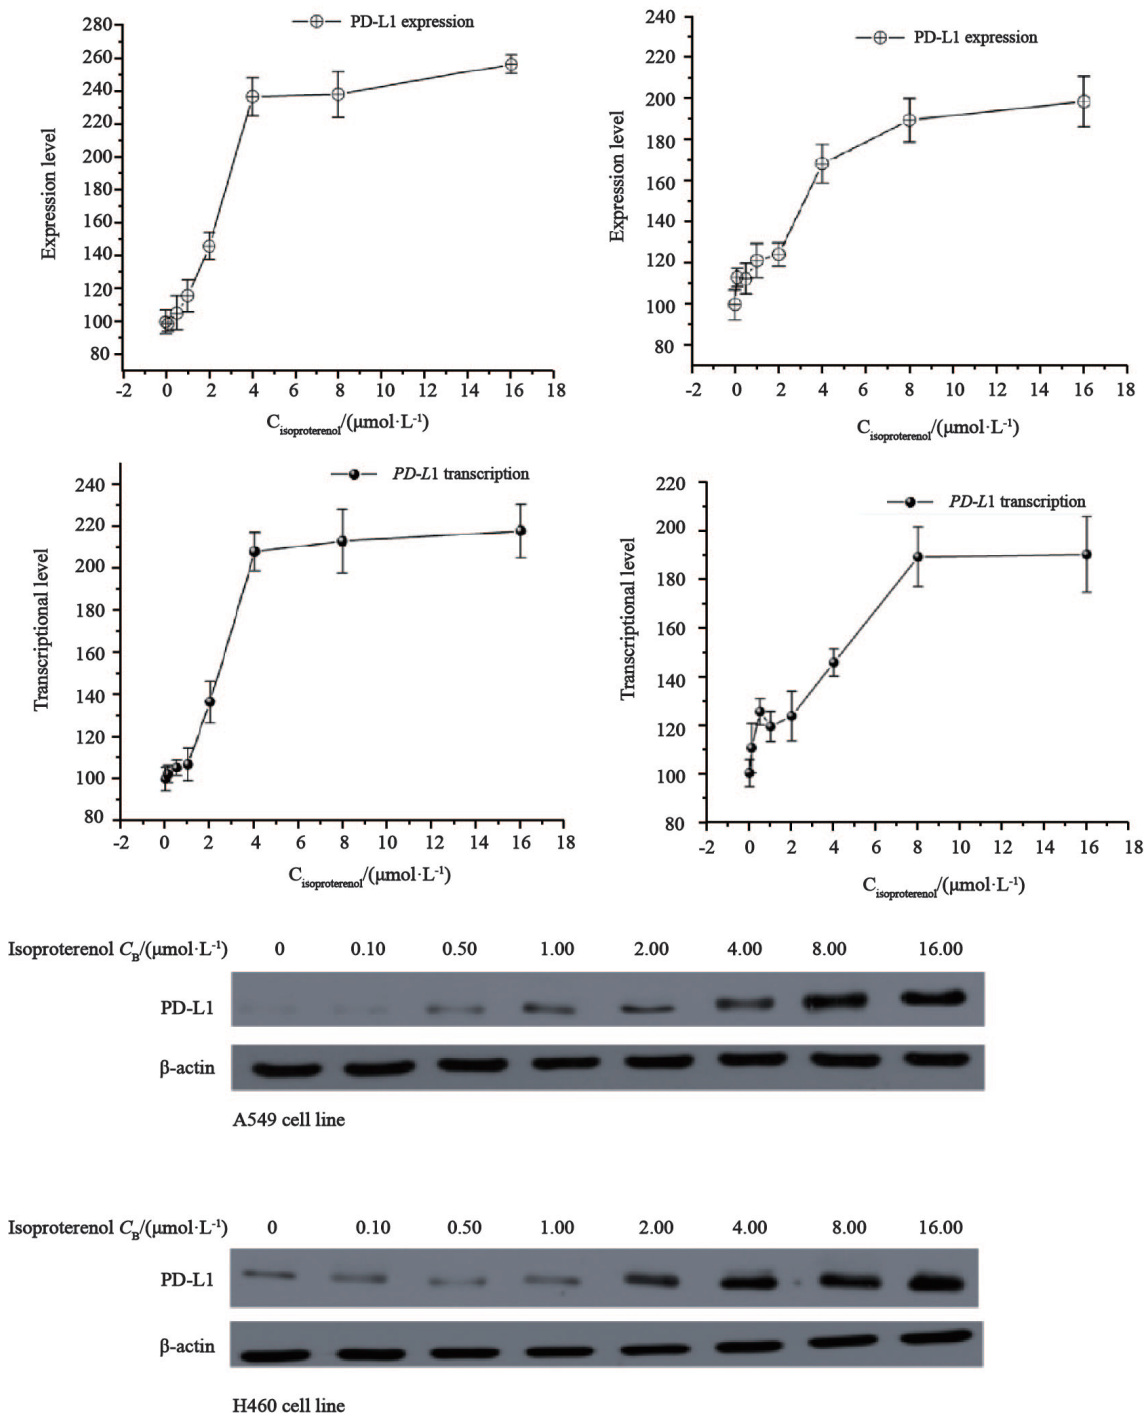 PD-L1 expression
280
260
240
220
200
180
160
140
120
100
80
Expression level
-2 0 2 4 6 8 10 12 14 16 18
C_isoproterenol/(μmol·L⁻¹)
PD-L1 expression
240
220
200
180
160
140
120
100
80
Expression level
-2 0 2 4 6 8 10 12 14 16 18
C_isoproterenol/(μmol·L⁻¹)
PD-L1 transcription
240
220
200
180
160
140
120
100
80
Transcriptional level
-2 0 2 4 6 8 10 12 14 16 18
C_isoproterenol/(μmol·L⁻¹)
PD-L1 transcription
220
200
180
160
140
120
100
80
Transcriptional level
-2 0 2 4 6 8 10 12 14 16 18
C_isoproterenol/(μmol·L⁻¹)
Isoproterenol C_B/(μmol·L⁻¹) 0 0.10 0.50 1.00 2.00 4.00 8.00 16.00
PD-L1
β-actin
A549 cell line
Isoproterenol C_B/(μmol·L⁻¹) 0 0.10 0.50 1.00 2.00 4.00 8.00 16.00
PD-L1
β-actin
H460 cell line